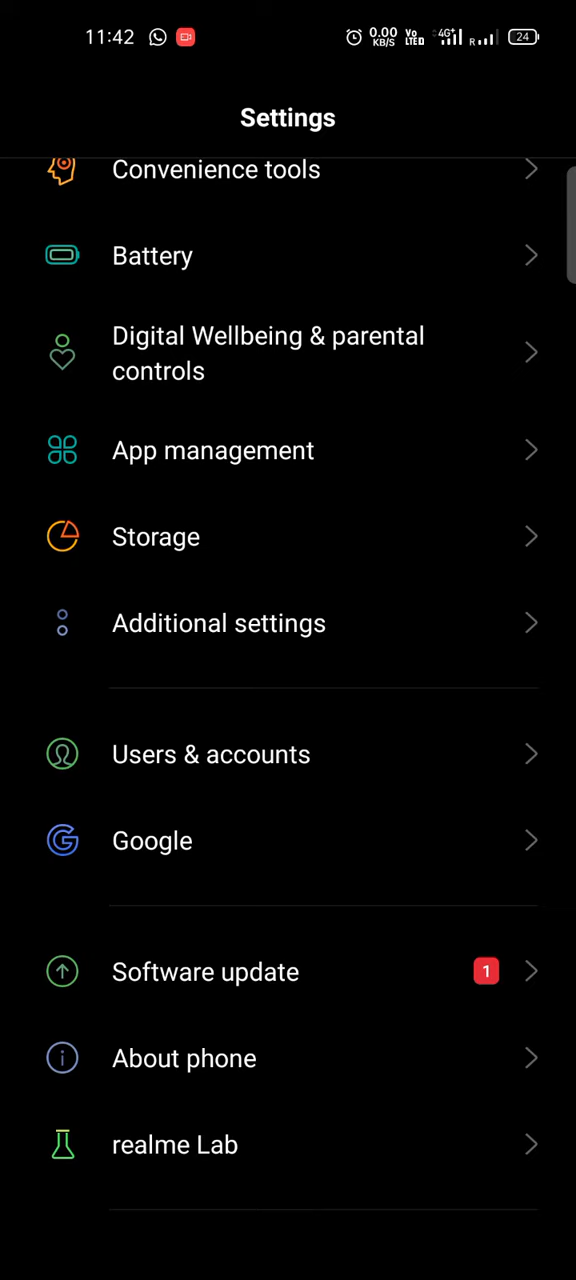 11:42 0.00 KB/S Vo LTE 4G+ R 24
Settings
Convenience tools
Battery
Digital Wellbeing & parental
controls
App management
Storage
Additional settings
Users & accounts
Google
Software update 1
About phone
realme Lab